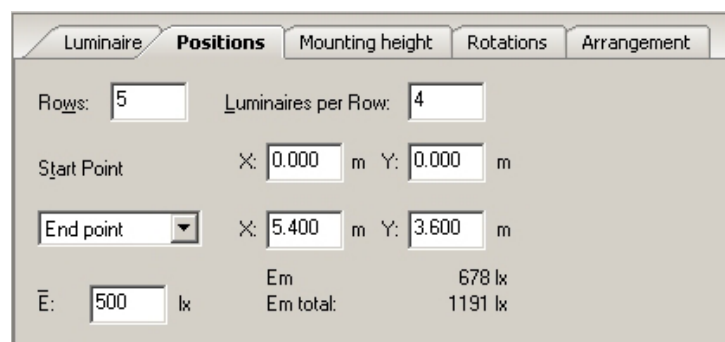 Luminaire Positions Mounting height Rotations Arrangement
Rows: 5 Luminaires per Row: 4
Start Point X: 0.000 m Y: 0.000 m
End point X: 5.400 m Y: 3.600 m
Em 678 lx
E̅: 500 lx Em total: 1191 lx